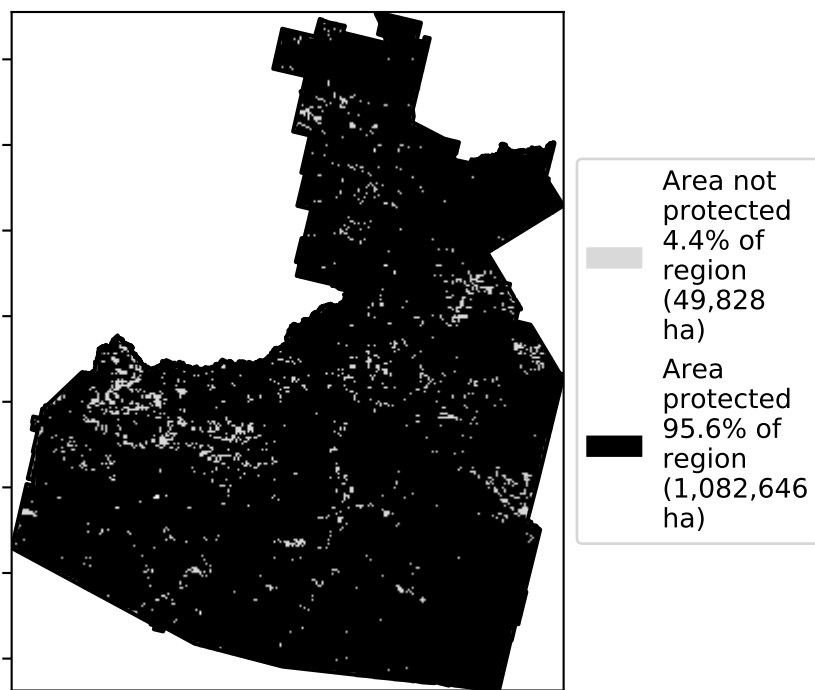 Area not
protected
4.4% of
region
(49,828
ha)
Area
protected
95.6% of
region
(1,082,646
ha)